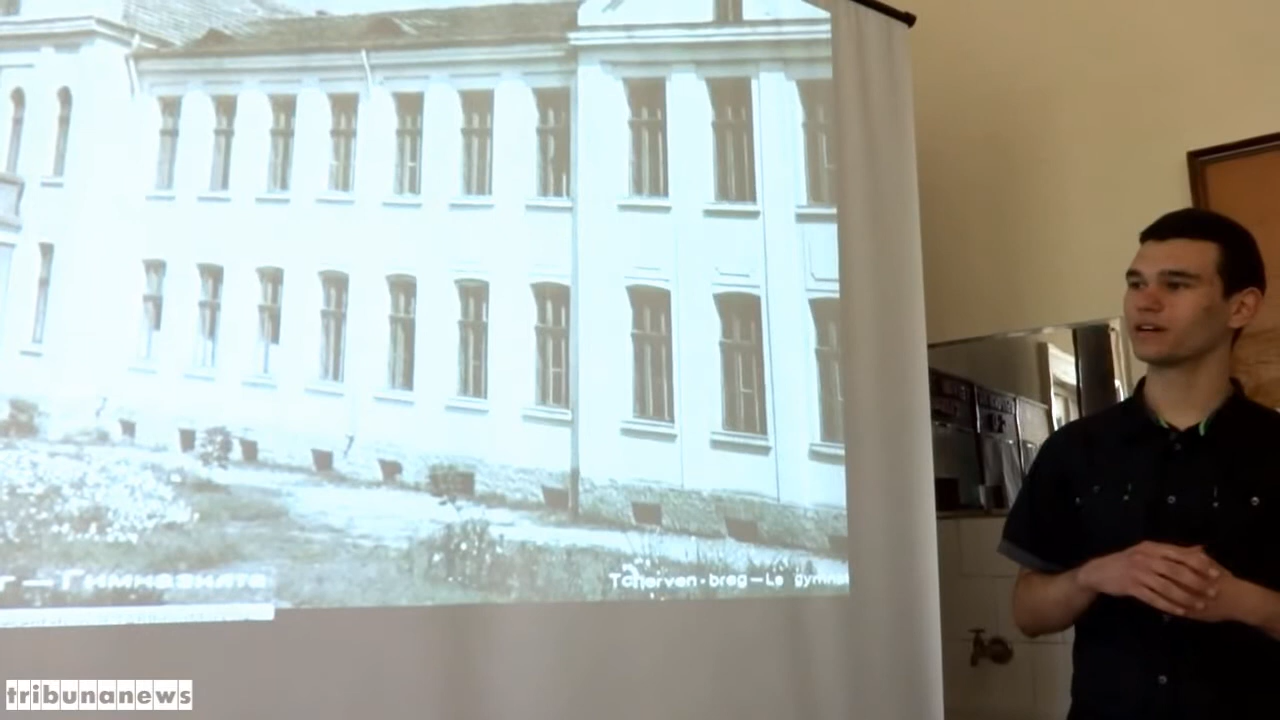 г — Гимназията
Tcherven-breg — Le gymn
tribunanews